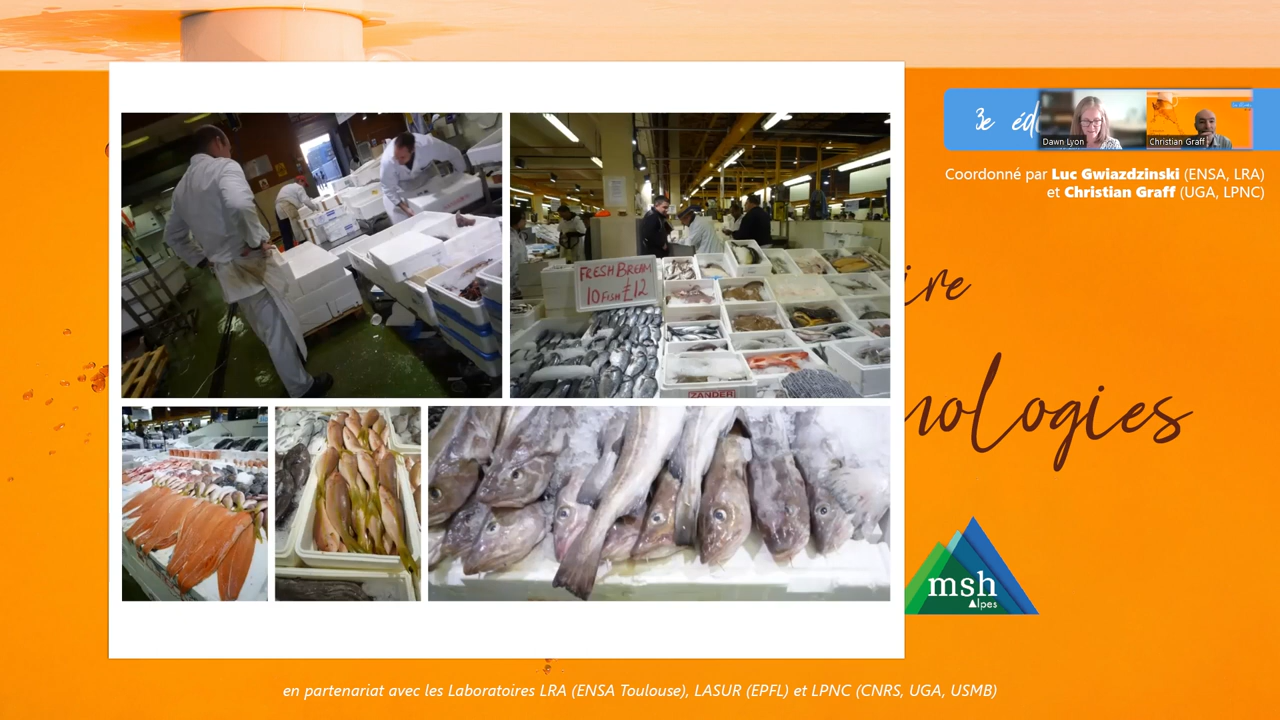 3e éd
Dawn Lyon
Christian Graff
Coordonné par Luc Gwiazdzinski (ENSA, LRA)
et Christian Graff (UGA, LPNC)
FRESH BREAM
10 FISH £12
ZANDER
ire
nologies
msh
Alpes
en partenariat avec les Laboratoires LRA (ENSA Toulouse), LASUR (EPFL) et LPNC (CNRS, UGA, USMB)